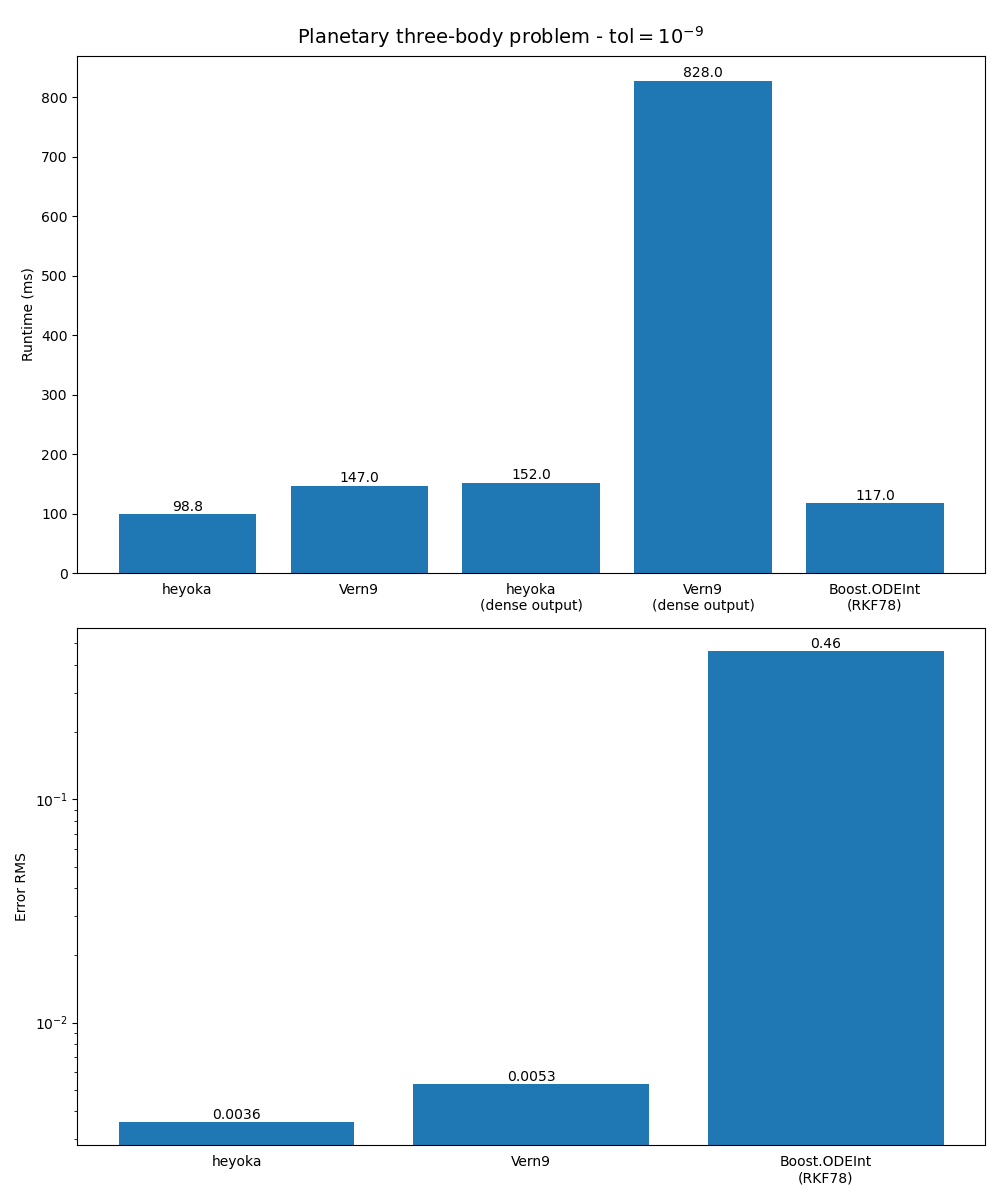 Planetary three-body problem - tol = 10⁻⁹
Runtime (ms)
800
700
600
500
400
300
200
100
0
98.8
147.0
152.0
828.0
117.0
heyoka
Vern9
heyoka
(dense output)
Vern9
(dense output)
Boost.ODEInt
(RKF78)
Error RMS
10⁻¹
10⁻²
0.0036
0.0053
0.46
heyoka
Vern9
Boost.ODEInt
(RKF78)